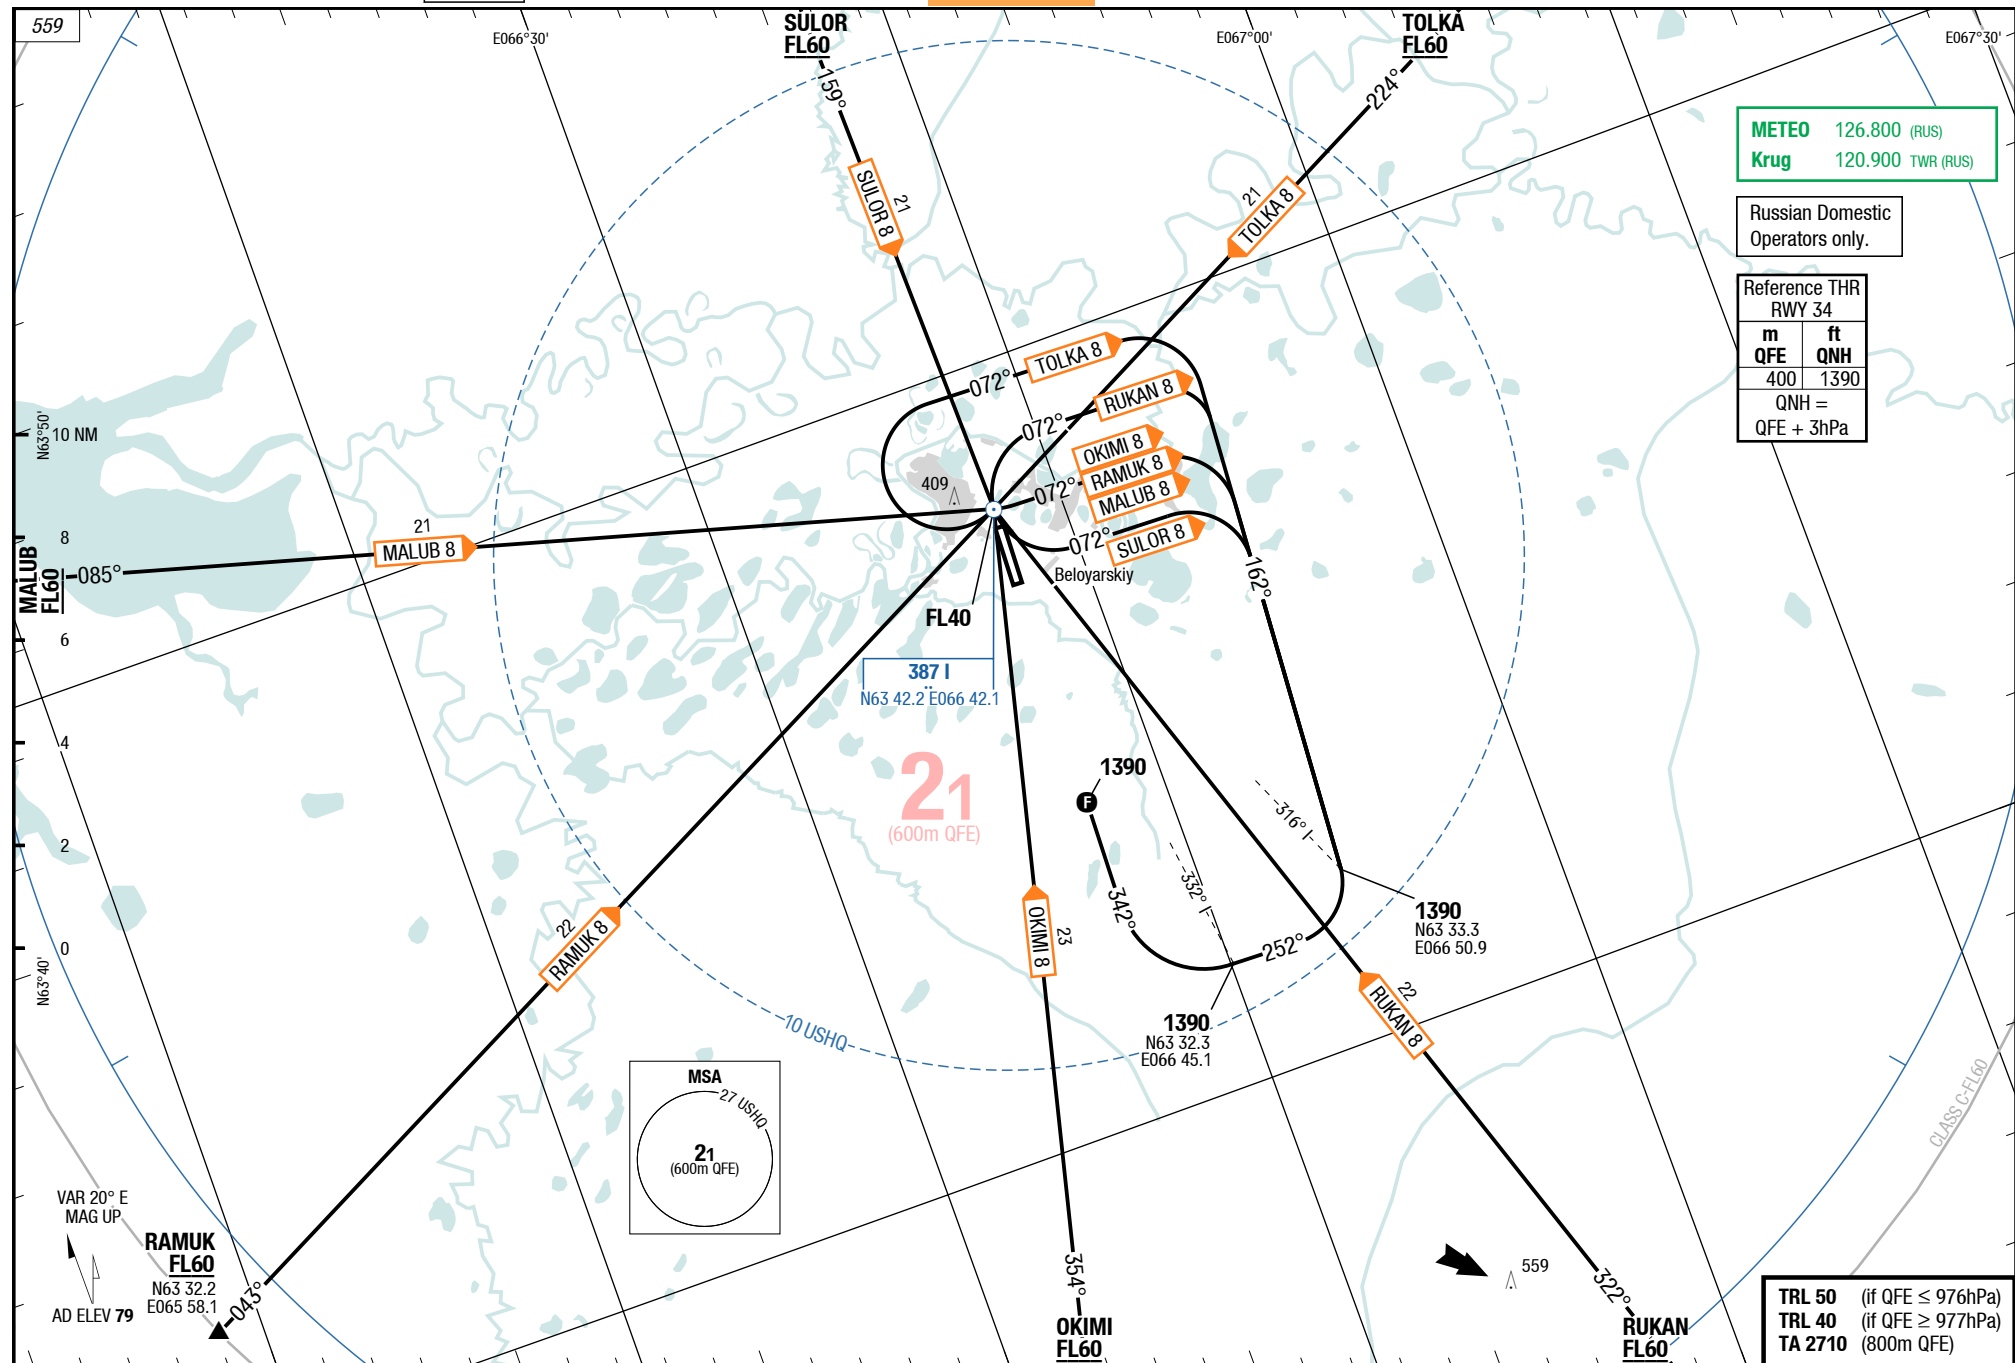 559
E066°30'
SULOR
FL60
E067°00'
TOLKA
FL60
E067°30'
159°
224°
METEO 126.800 (RUS)
Krug 120.900 TWR (RUS)
Russian Domestic
Operators only.
Reference THR
RWY 34
m ft
QFE QNH
400 1390
QNH =
QFE + 3hPa
SULOR 8
21
21
TOLKA 8
072°
TOLKA 8
072°
RUKAN 8
OKIMI 8
072°
RAMUK 8
MALUB 8
072°
SULOR 8
409
N63°50'
10 NM
8
6
4
2
0
N63°40'
MALUB
FL60
085°
21
MALUB 8
Beloyarskiy
162°
FL40
387 I
N63 42.2 E066 42.1
21
(600m QFE)
1390
F
342°
332° I
316° I
252°
1390
N63 33.3
E066 50.9
1390
N63 32.3
E066 45.1
22
RAMUK 8
OKIMI 8
23
22
RUKAN 8
10 USHQ
MSA
27 USHQ
21
(600m QFE)
CLASS C-FL60
VAR 20° E
MAG UP
AD ELEV 79
RAMUK
FL60
N63 32.2
E065 58.1
043°
354°
OKIMI
FL60
559
322°
RUKAN
FL60
TRL 50 (if QFE ≤ 976hPa)
TRL 40 (if QFE ≥ 977hPa)
TA 2710 (800m QFE)